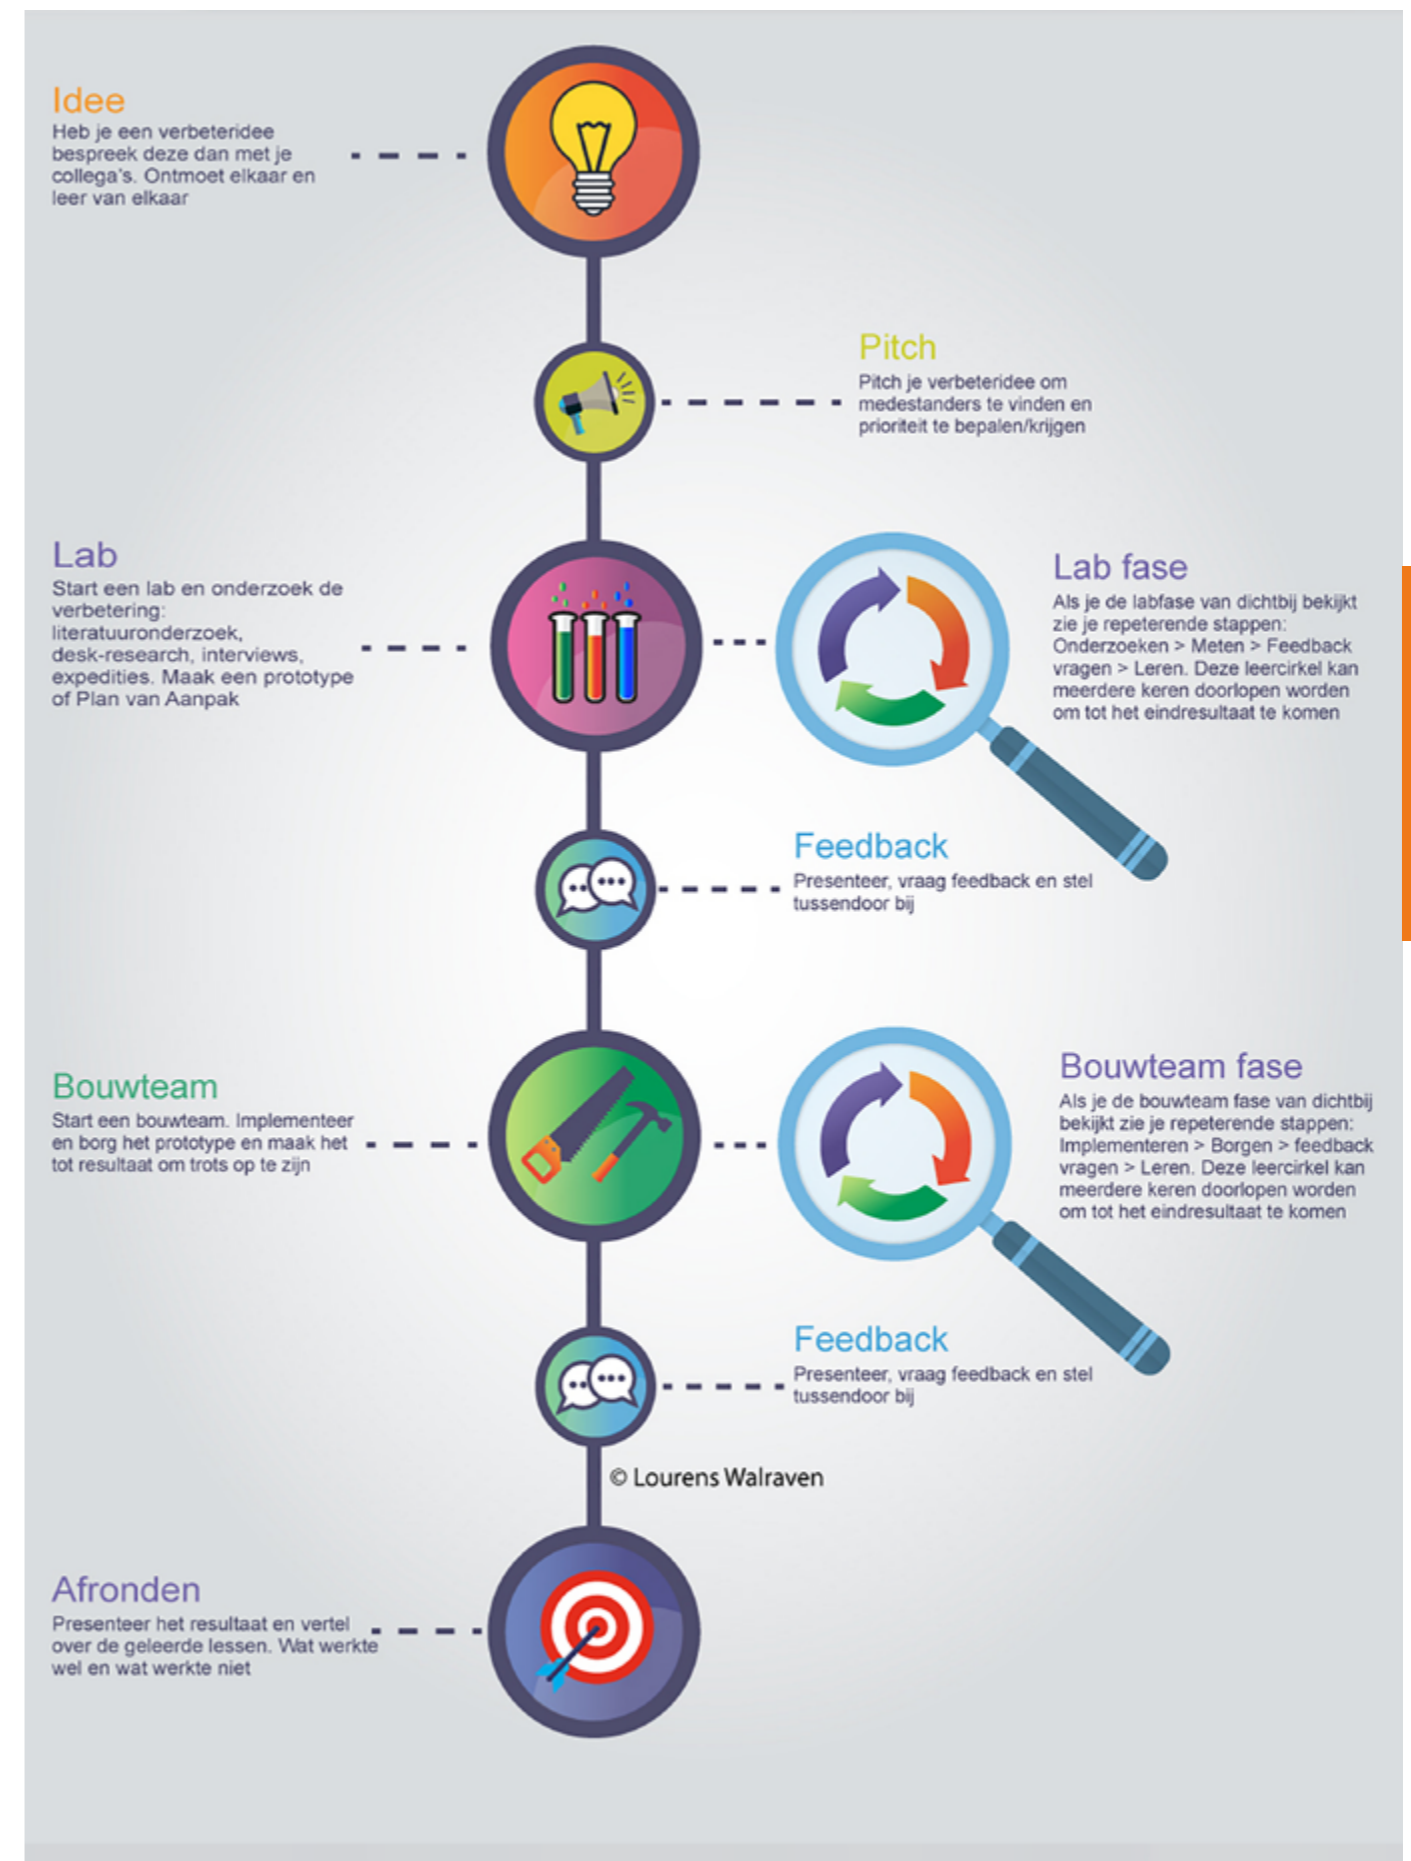 Idee
Heb je een verbeteridee
bespreek deze dan met je
collega's. Ontmoet elkaar en
leer van elkaar
Pitch
Pitch je verbeteridee om
medestanders te vinden en
prioriteit te bepalen/krijgen
Lab
Start een lab en onderzoek de
verbetering:
literatuuronderzoek,
desk-research, interviews,
expedities. Maak een prototype
of Plan van Aanpak
Lab fase
Als je de labfase van dichtbij bekijkt
zie je repeterende stappen:
Onderzoeken > Meten > Feedback
vragen > Leren. Deze leercirkel kan
meerdere keren doorlopen worden
om tot het eindresultaat te komen
Feedback
Presenteer, vraag feedback en stel
tussendoor bij
Bouwteam
Start een bouwteam. Implementeer
en borg het prototype en maak het
tot resultaat om trots op te zijn
Bouwteam fase
Als je de bouwteam fase van dichtbij
bekijkt zie je repeterende stappen:
Implementeren > Borgen > feedback
vragen > Leren. Deze leercirkel kan
meerdere keren doorlopen worden
om tot het eindresultaat te komen
Feedback
Presenteer, vraag feedback en stel
tussendoor bij
© Lourens Walraven
Afronden
Presenteer het resultaat en vertel
over de geleerde lessen. Wat werkte
wel en wat werkte niet